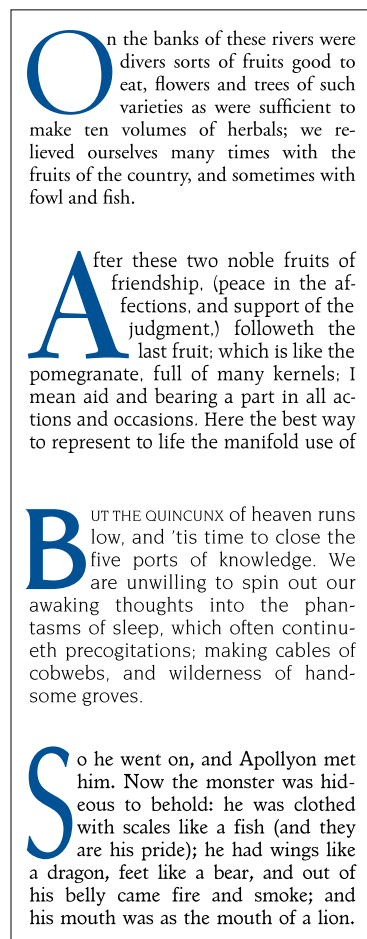 On the banks of these rivers were
divers sorts of fruits good to
eat, flowers and trees of such
varieties as were sufficient to
make ten volumes of herbals; we re-
lieved ourselves many times with the
fruits of the country, and sometimes with
fowl and fish.
After these two noble fruits of
friendship, (peace in the af-
fections, and support of the
judgment,) followeth the
last fruit; which is like the
pomegranate, full of many kernels; I
mean aid and bearing a part in all ac-
tions and occasions. Here the best way
to represent to life the manifold use of
BUT THE QUINCUNX of heaven runs
low, and ’tis time to close the
five ports of knowledge. We
are unwilling to spin out our
awaking thoughts into the phan-
tasms of sleep, which often continu-
eth precogitations; making cables of
cobwebs, and wilderness of hand-
some groves.
So he went on, and Apollyon met
him. Now the monster was hid-
eous to behold: he was clothed
with scales like a fish (and they
are his pride); he had wings like
a dragon, feet like a bear, and out of
his belly came fire and smoke; and
his mouth was as the mouth of a lion.